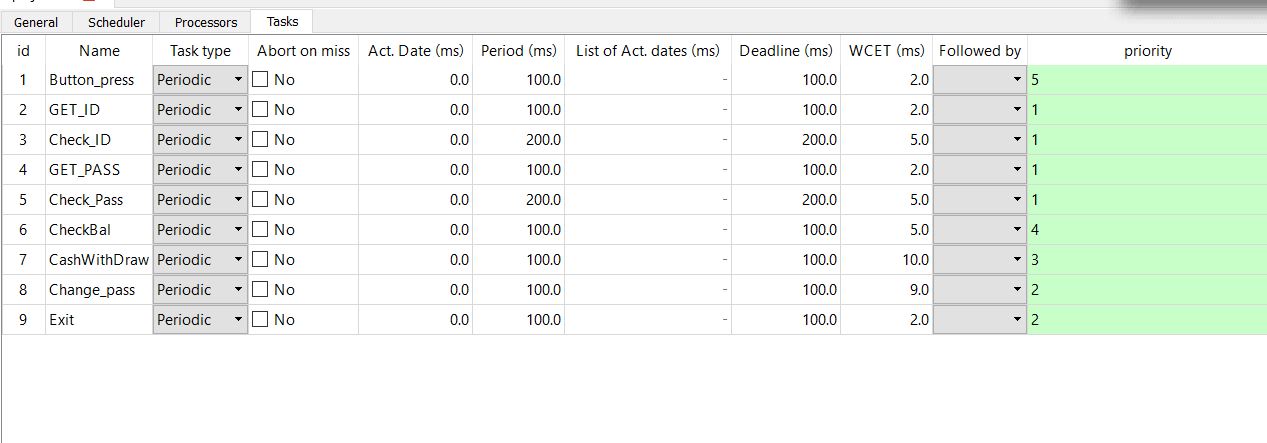 General Scheduler Processors Tasks
id Name Task type Abort on miss Act. Date (ms) Period (ms) List of Act. dates (ms) Deadline (ms) WCET (ms) Followed by priority
1 Button_press Periodic No 0.0 100.0 - 100.0 2.0 5
2 GET_ID Periodic No 0.0 100.0 - 100.0 2.0 1
3 Check_ID Periodic No 0.0 200.0 - 200.0 5.0 1
4 GET_PASS Periodic No 0.0 100.0 - 100.0 2.0 1
5 Check_Pass Periodic No 0.0 200.0 - 200.0 5.0 1
6 CheckBal Periodic No 0.0 100.0 - 100.0 5.0 4
7 CashWithDraw Periodic No 0.0 100.0 - 100.0 10.0 3
8 Change_pass Periodic No 0.0 100.0 - 100.0 9.0 2
9 Exit Periodic No 0.0 100.0 - 100.0 2.0 2